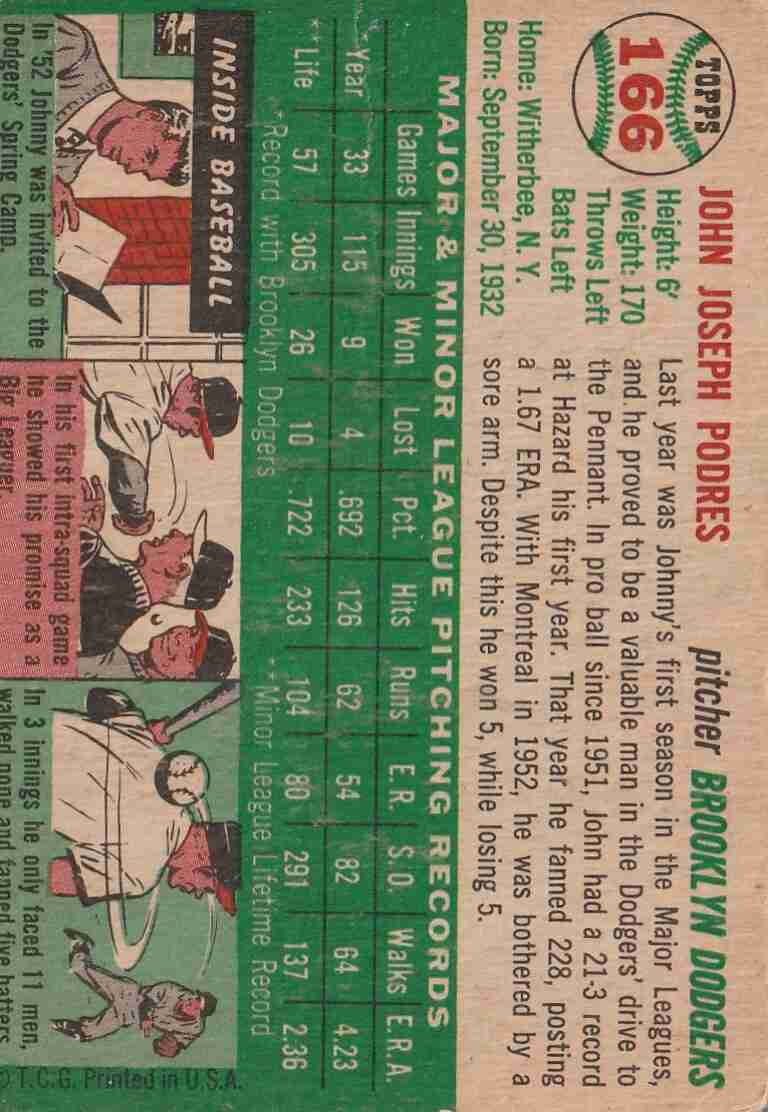 TOPPS
166
JOHN JOSEPH PODRES
pitcher BROOKLYN DODGERS
Height: 6'
Weight: 170
Throws Left
Bats Left
Home: Witherbee, N. Y.
Born: September 30, 1932
Last year was Johnny's first season in the Major Leagues,
and he proved to be a valuable man in the Dodgers' drive to
the Pennant. In pro ball since 1951, John had a 21-3 record
at Hazard his first year. That year he fanned 228, posting
a 1.67 ERA. With Montreal in 1952, he was bothered by a
sore arm. Despite this he won 5, while losing 5.
MAJOR & MINOR LEAGUE PITCHING RECORDS
Games Innings Won Lost Pct. Hits Runs E.R. S.O. Walks E.R.A.
Year 33 115 9 4 .692 126 62 54 82 64 4.23
**Life 57 305 26 10 .722 233 104 80 291 137 2.36
*Record with Brooklyn Dodgers **Minor League Lifetime Record
INSIDE BASEBALL
In '52 Johnny was invited to the
Dodgers' Spring Camp.
In his first intra-squad game
he showed his promise as a
Big Leaguer.
In 3 innings he only faced 11 men,
walked none and fanned five batters
© T.C.G. Printed in U.S.A.